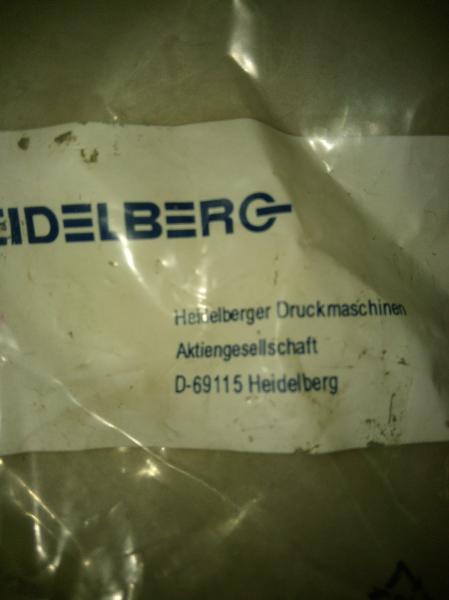 EIDELBERG
Heidelberger Druckmaschinen
Aktiengesellschaft
D-69115 Heidelberg